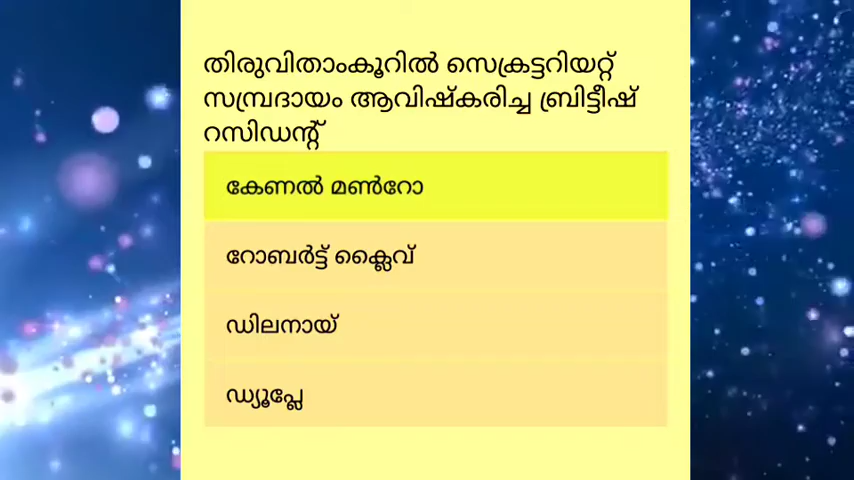 തിരുവിതാംകൂറിൽ സെക്രട്ടറിയറ്റ്
സമ്പ്രദായം ആവിഷ്കരിച്ച ബ്രിട്ടീഷ്
റസിഡന്റ്
കേണൽ മൺറോ
റോബർട്ട് ക്ലൈവ്
ഡിലനായ്
ഡ്യൂപ്ലേ